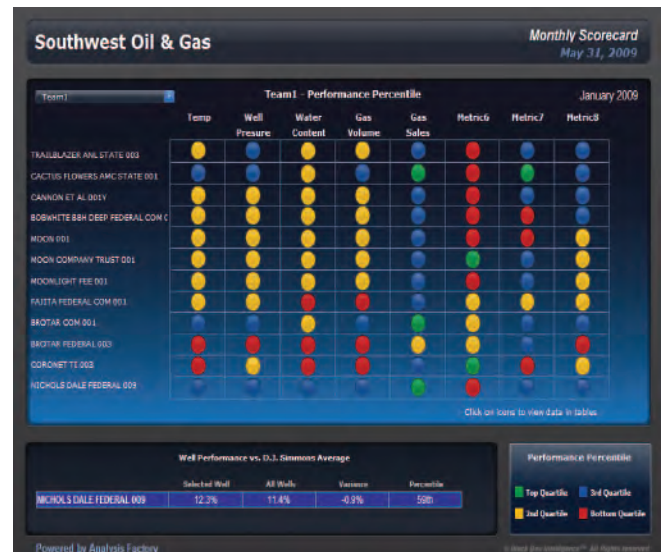 Southwest Oil & Gas
Monthly Scorecard
May 31, 2009
Team1
Team1 - Performance Percentile
January 2009
Temp Well Presure Water Content Gas Volume Gas Sales Metric6 Metric7 Metric8
TRAILBLAZER ANL STATE 003
CACTUS FLOWERS AMC STATE 001
CANNON ET AL 001Y
BOBWHITE BBH DEEP FEDERAL COM C
MOON 001
MOON COMPANY TRUST 001
MOONLIGHT FEE 001
FAJITA FEDERAL COM 001
BROTAR COM 001
BROTAR FEDERAL 003
CORONET TI 003
NICHOLS DALE FEDERAL 009
Click on icons to view data in tables
Well Performance vs. D.J. Simmons Average
Selected Well All Wells Variance Percentile
NICHOLS DALE FEDERAL 009 12.3% 11.4% -0.9% 59th
Performance Percentile
Top Quartile 3rd Quartile
2nd Quartile Bottom Quartile
Powered by Analysis Factory